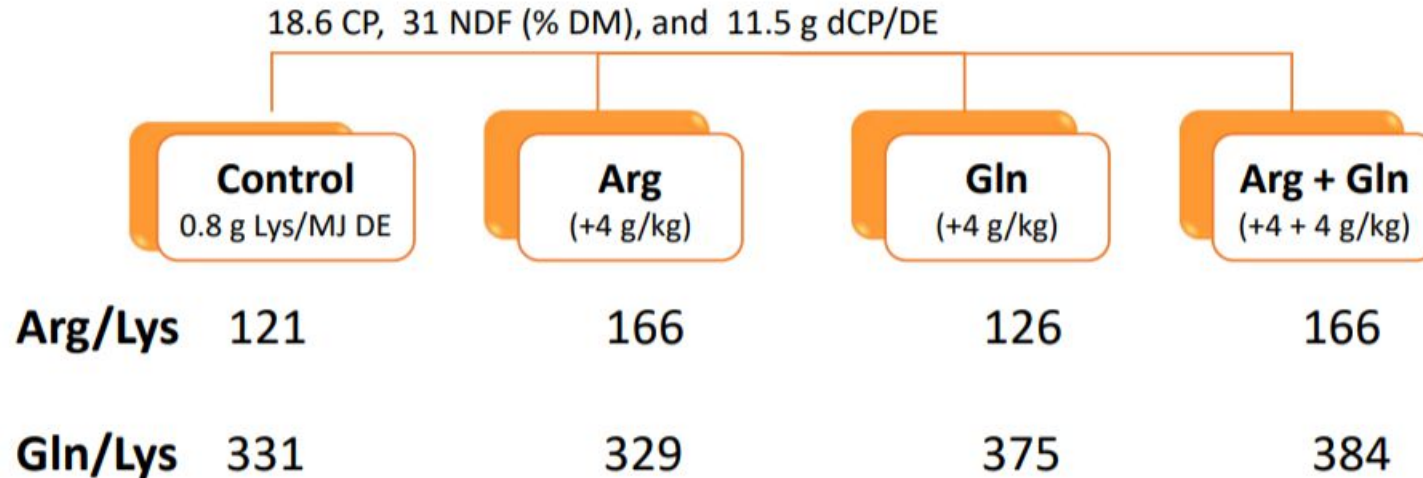 18.6 CP, 31 NDF (% DM), and 11.5 g dCP/DE
Control
0.8 g Lys/MJ DE
Arg
(+4 g/kg)
Gln
(+4 g/kg)
Arg + Gln
(+4 + 4 g/kg)
Arg/Lys 121 166 126 166
Gln/Lys 331 329 375 384